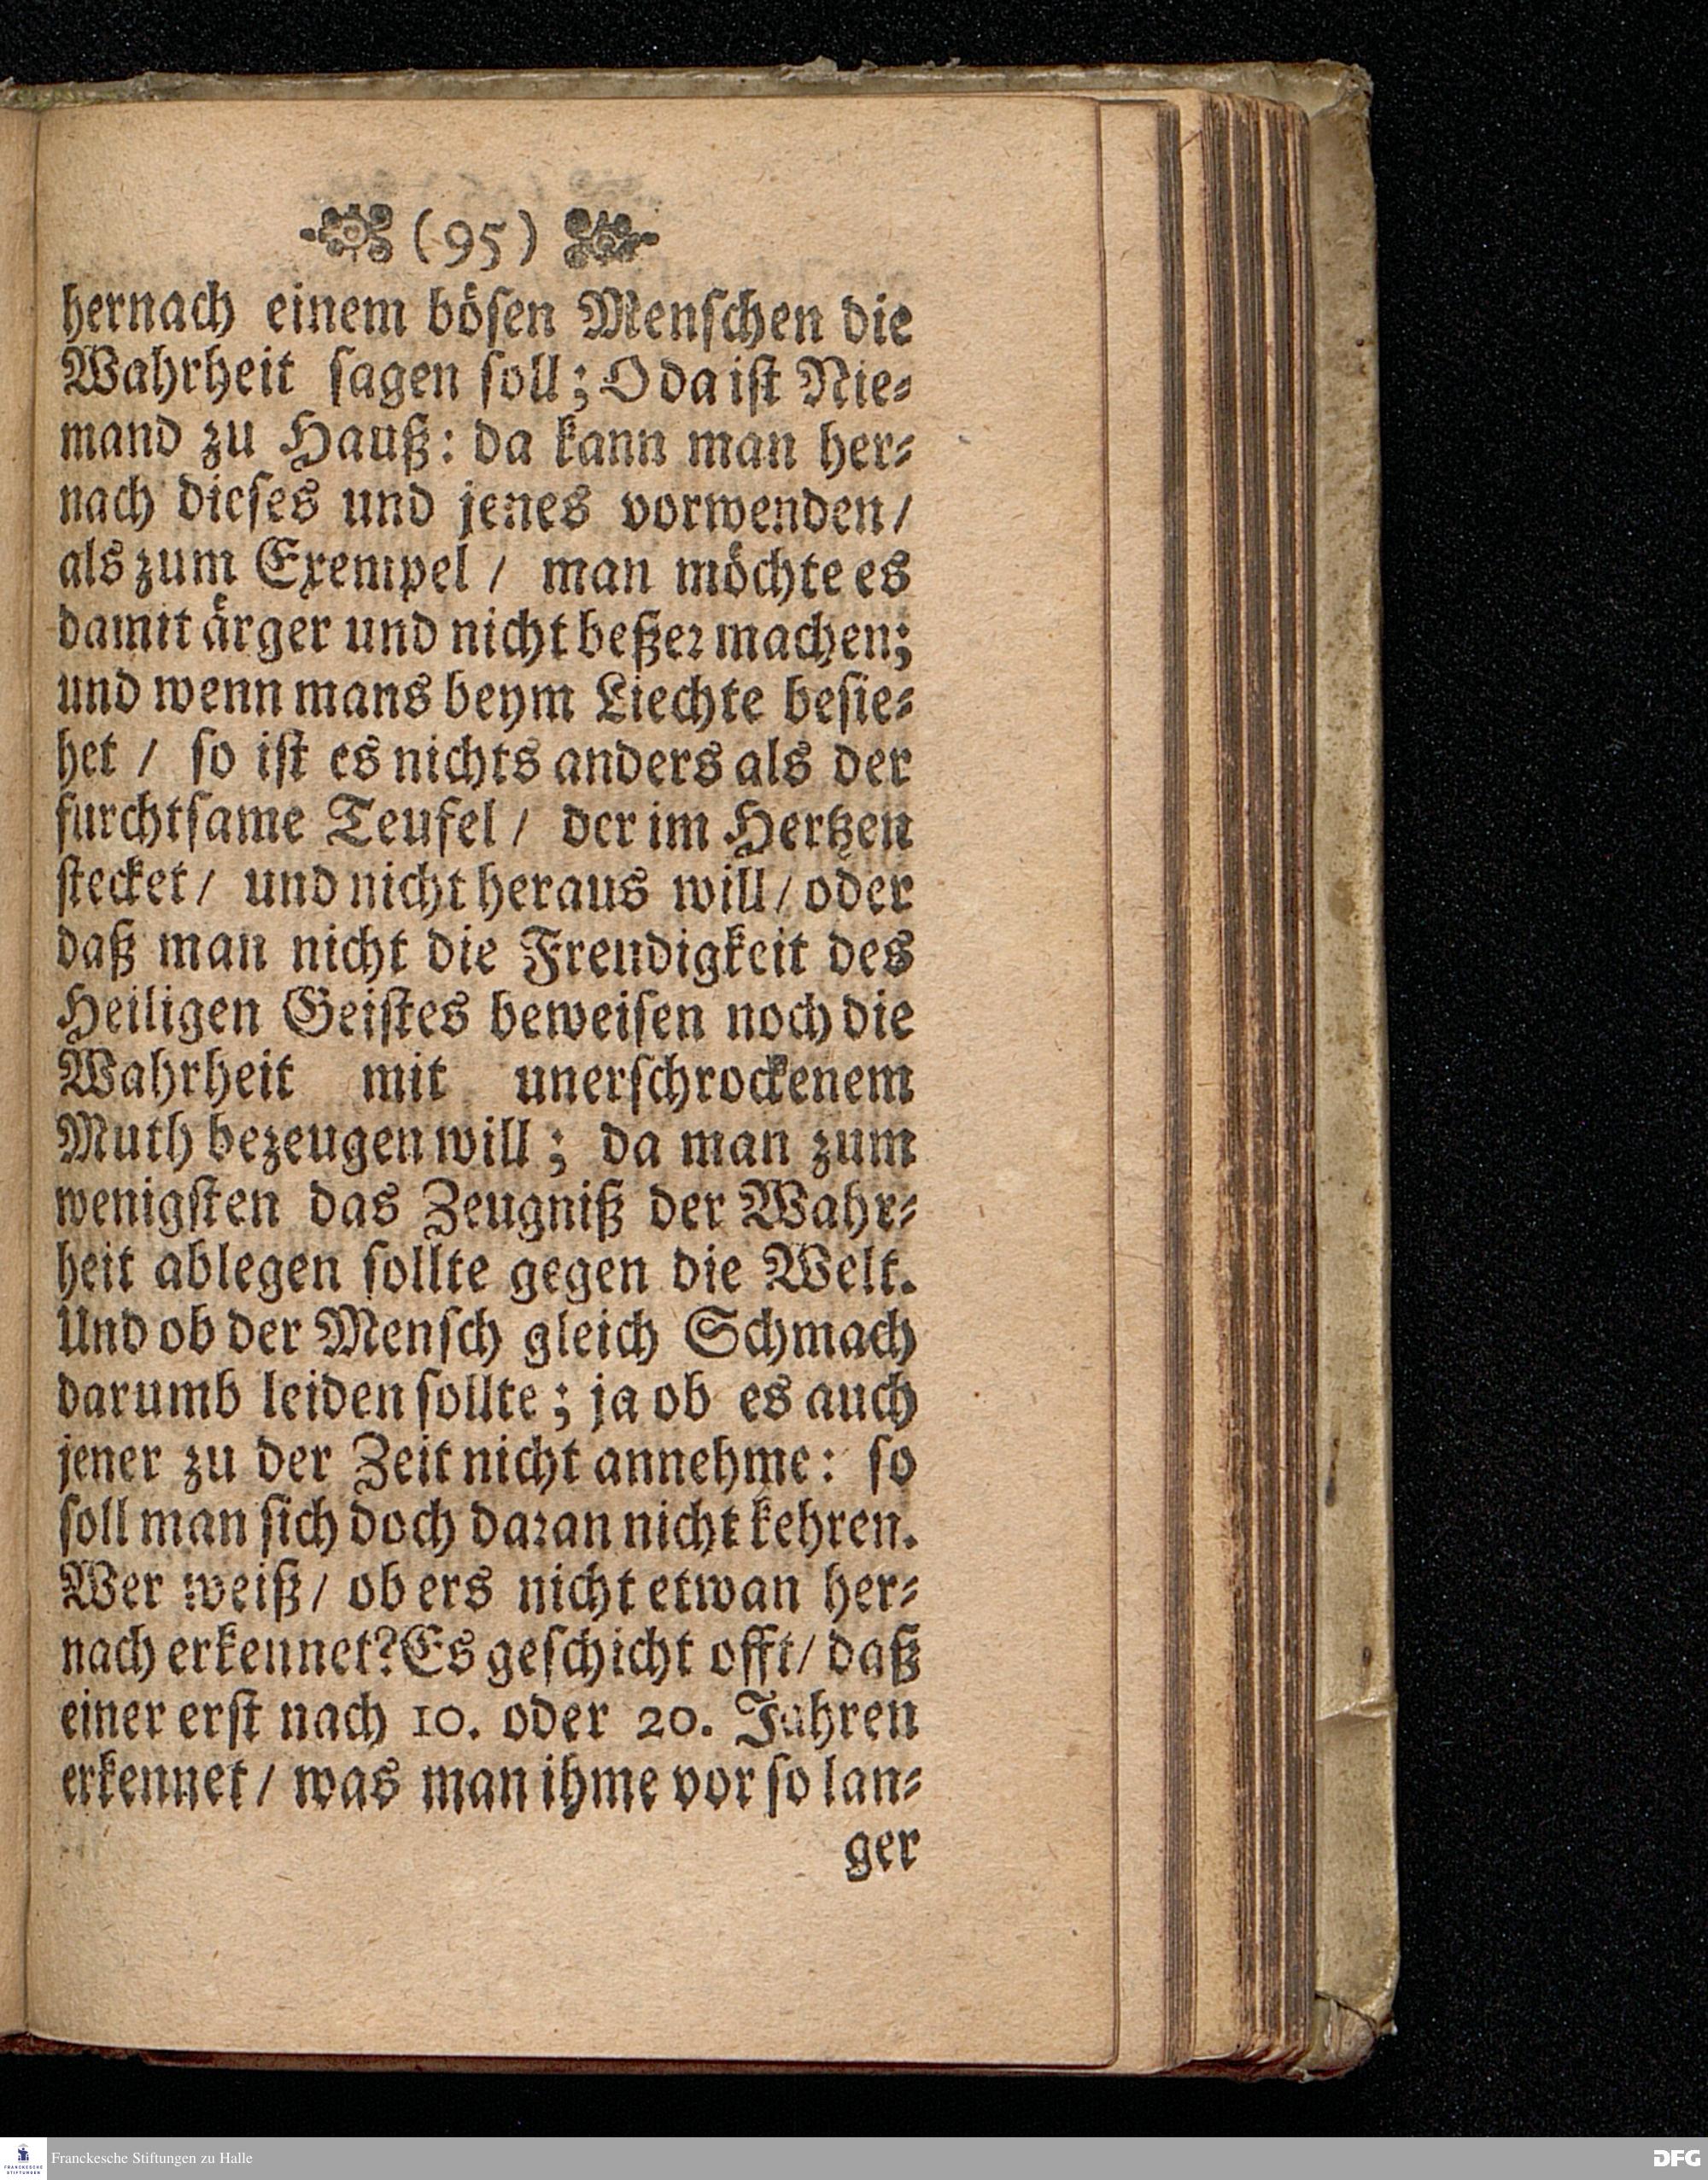 (95)
hernach einem bösen Menschen die
Wahrheit sagen soll; O da ist Nie-
mand zu Hauß: da kann man her-
nach dieses und jenes vorwenden/
als zum Exempel / man möchte es
damit ärger und nicht beßer machen;
und wenn mans beym Liechte besie-
het / so ist es nichts anders als der
furchtsame Teufel / der im Hertzen
stecket / und nicht heraus will / oder
daß man nicht die Freudigkeit des
Heiligen Geistes beweisen noch die
Wahrheit mit unerschrockenem
Muth bezeugen will; da man zum
wenigsten das Zeugniß der Wahr-
heit ablegen sollte gegen die Welt.
Und ob der Mensch gleich Schmach
darumb leiden sollte; ja ob es auch
jener zu der Zeit nicht annehme: so
soll man sich doch daran nicht kehren.
Wer weiß / ob ers nicht etwan her-
nach erkennet? Es geschicht offt / daß
einer erst nach 10. oder 20. Jahren
erkennet / was man ihme vor so lan-
ger
FRANCKESCHE
STIFTUNGEN
Franckesche Stiftungen zu Halle
DFG